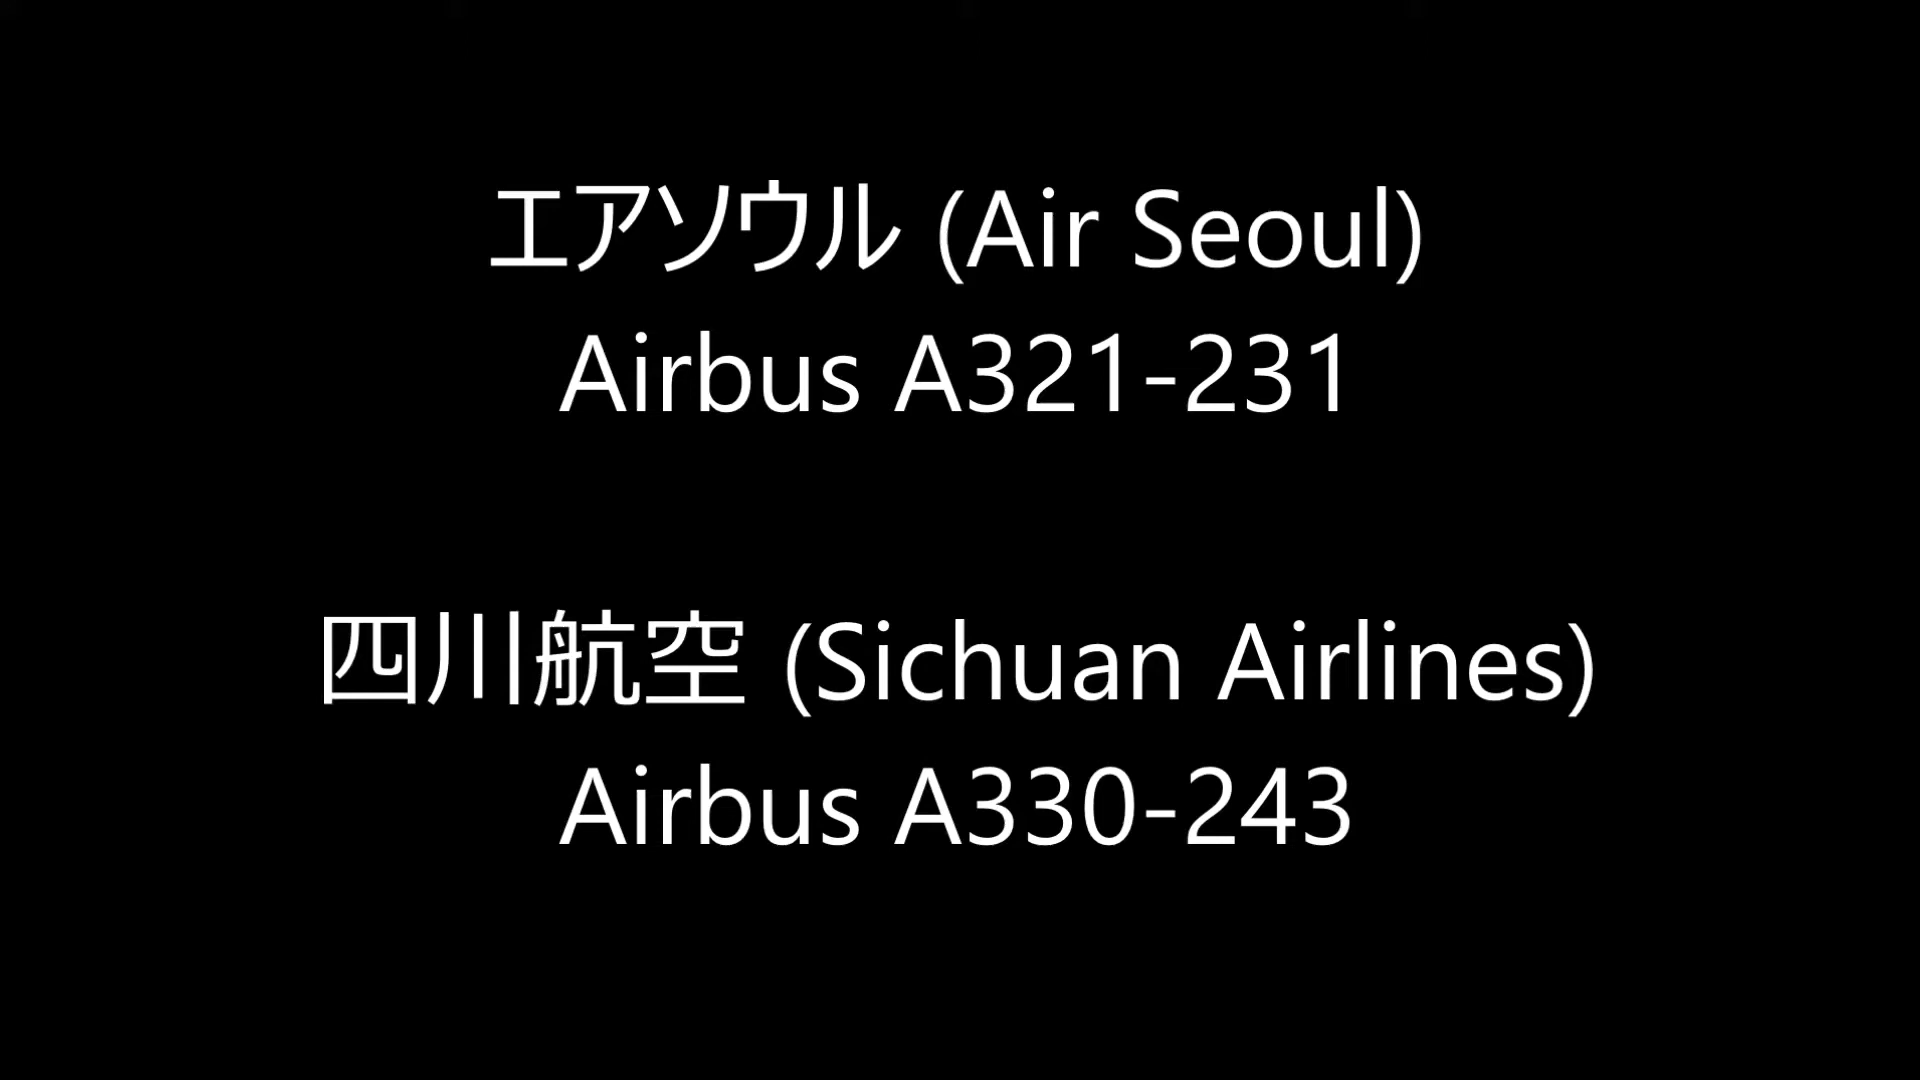 エアソウル (Air Seoul)
Airbus A321-231
四川航空 (Sichuan Airlines)
Airbus A330-243